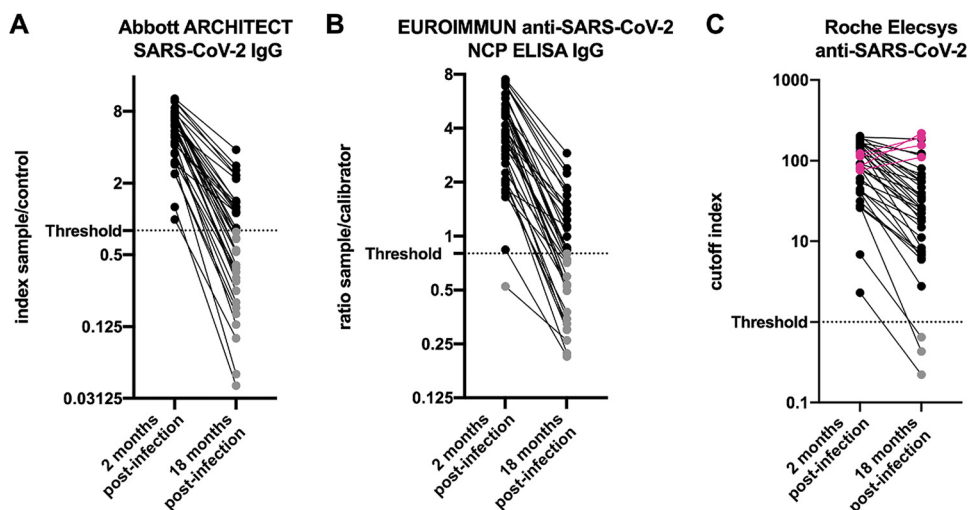 A
Abbott ARCHITECT
SARS-CoV-2 IgG
index sample/control
8
2
Threshold
0.5
0.125
0.03125
2 months
post-infection
18 months
post-infection
B
EUROIMMUN anti-SARS-CoV-2
NCP ELISA IgG
ratio sample/calibrator
8
4
2
1
Threshold
0.5
0.25
0.125
2 months
post-infection
18 months
post-infection
C
Roche Elecsys
anti-SARS-CoV-2
cutoff index
1000
100
10
Threshold
0.1
2 months
post-infection
18 months
post-infection